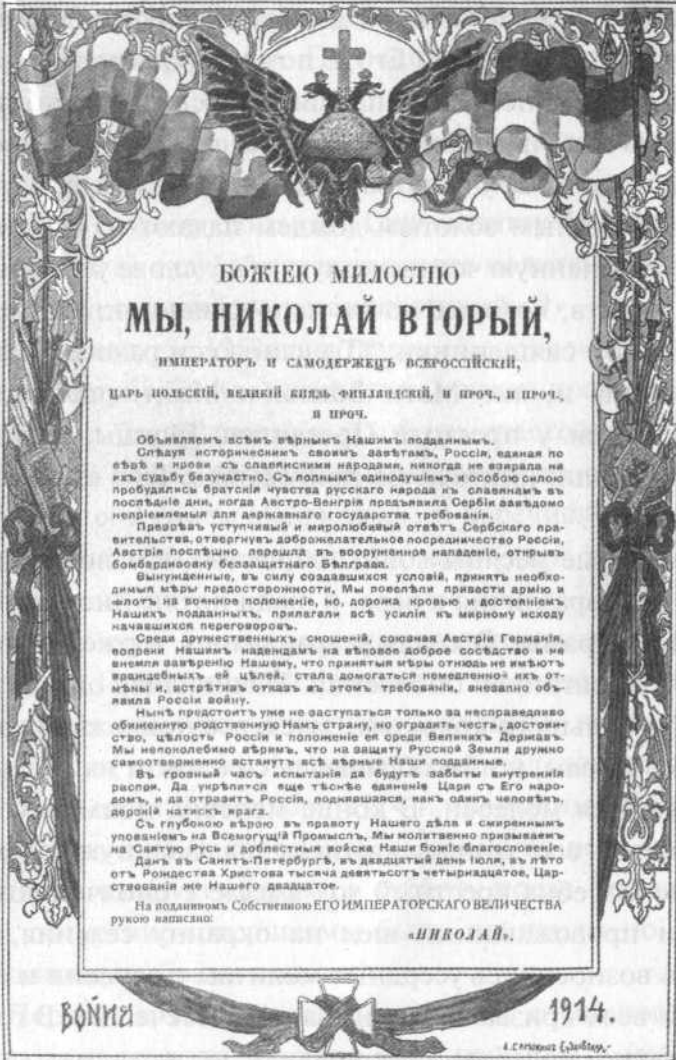 БОЖІЕЮ МИЛОСТІЮ
МЫ, НИКОЛАЙ ВТОРЫЙ,
ИМПЕРАТОРЪ И САМОДЕРЖЕЦЪ ВСЕРОССІЙСКІЙ,
ЦАРЬ ПОЛЬСКІЙ, ВЕЛИКІЙ КНЯЗЬ ФИНЛЯНДСКІЙ, И ПРОЧ., И ПРОЧ.,
И ПРОЧ.
Объявляемъ всѣмъ вѣрнымъ Нашимъ подданнымъ.
Слѣдуя историческимъ своимъ завѣтамъ, Россія, единая по
вѣрѣ и крови съ славянскими народами, никогда не взирала на
ихъ судьбу безучастно. Съ полнымъ единодушіемъ и особою силою
пробудились братскія чувства русскаго народа къ славянамъ въ
послѣдніе дни, когда Австро-Венгрія предъявила Сербіи завѣдомо
непріемлемыя для державнаго государства требованія.
Презрѣвъ уступчивый и миролюбивый отвѣтъ Сербскаго пра-
вительства, отвергнувъ доброжелательное посредничество Россіи,
Австрія поспѣшно перешла въ вооруженное нападеніе, открывъ
бомбардировку беззащитнаго Бѣлграда.
Вынужденные, въ силу создавшихся условій, принять необхо-
димыя мѣры предосторожности, Мы повелѣли привести армію и
флотъ на военное положеніе, но, дорожа кровью и достояніемъ
Нашихъ подданныхъ, прилагали всѣ усилія къ мирному исходу
начавшихся переговоровъ.
Среди дружественныхъ сношеній, союзная Австріи Германія,
вопреки Нашимъ надеждамъ на вѣковое доброе сосѣдство и не
внемля завѣренію Нашему, что принятыя мѣры отнюдь не имѣютъ
враждебныхъ ей цѣлей, стала домогаться немедленной ихъ от-
мѣны и, встрѣтивъ отказъ въ этомъ требованіи, внезапно объ-
явила Россіи войну.
Нынѣ предстоитъ уже не заступаться только за несправедливо
обиженную родственную Намъ страну, но оградить честь, достоин-
ство, цѣлость Россіи и положеніе ея среди Великихъ Державъ.
Мы непоколебимо вѣримъ, что на защиту Русской Земли дружно
самоотверженно встанутъ всѣ вѣрные Наши подданные.
Въ грозный часъ испытанія да будутъ забыты внутреннія
распри. Да укрѣпится еще тѣснѣе единеніе Царя съ Его наро-
домъ, и да отразитъ Россія, поднявшаяся, какъ одинъ человѣкъ,
дерзкій натискъ врага.
Съ глубокою вѣрою въ правоту Нашего дѣла и смиреннымъ
упованіемъ на Всемогущій Промыслъ, Мы молитвенно призываемъ
на Святую Русь и доблестныя войска Наши Божіе благословеніе.
Данъ въ Санктъ-Петербургѣ, въ двадцатый день Іюля, въ лѣто
отъ Рождества Христова тысяча девятьсотъ четырнадцатое, Цар-
ствованія же Нашего двадцатое.
На подлинномъ Собственною ЕГО ИМПЕРАТОРСКАГО ВЕЛИЧЕСТВА
рукою написано:
«НИКОЛАЙ».
ВОЙНА 1914.